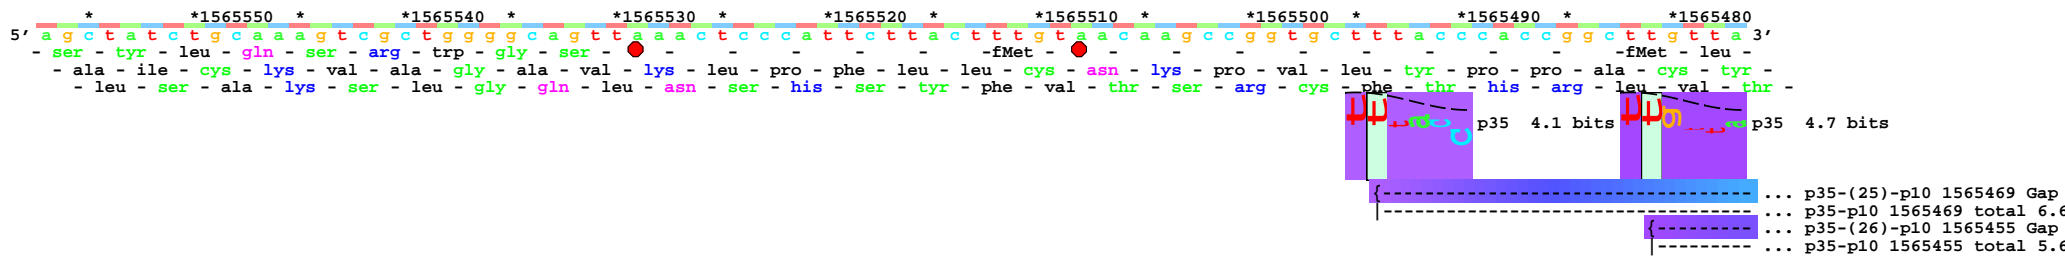 * *1565550 * *1565540 * *1565530 * *1565520 * *1565510 * *1565500 * *1565490 * *1565480
5' a g c t a t c t g c a a a g t c g c t g g g g c a g t t a a a c t c c c a t t c t t a c t t t g t a a c a a g c c g g t g c t t t a c c c a c c g g c t t g t t a 3'
- ser - tyr - leu - gln - ser - arg - trp - gly - ser - - - - - -fMet - - - - - - - - -fMet - leu -
- ala - ile - cys - lys - val - ala - gly - ala - val - lys - leu - pro - phe - leu - leu - cys - asn - lys - pro - val - leu - tyr - pro - pro - ala - cys - tyr -
- leu - ser - ala - lys - ser - leu - gly - gln - leu - asn - ser - his - ser - tyr - phe - val - thr - ser - arg - cys - phe - thr - his - arg - leu - val - thr -
t t t a c c p35 4.1 bits t t g t t a p35 4.7 bits
{------------------------------------ ... p35-(25)-p10 1565469 Gap
|------------------------------------ ... p35-p10 1565469 total 6.6
{---------- ... p35-(26)-p10 1565455 Gap
|---------- ... p35-p10 1565455 total 5.6